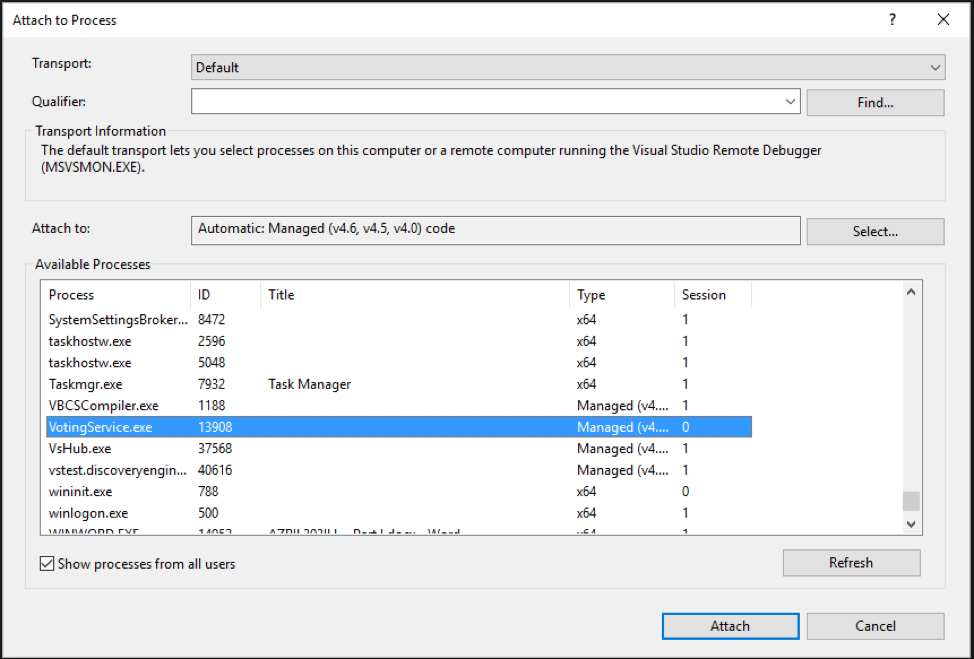 Attach to Process ?
Transport: Default
Qualifier: Find...
Transport Information
The default transport lets you select processes on this computer or a remote computer running the Visual Studio Remote Debugger
(MSVSMON.EXE).
Attach to: Automatic: Managed (v4.6, v4.5, v4.0) code Select...
Available Processes
Process ID Title Type Session
SystemSettingsBroker... 8472 x64 1
taskhostw.exe 2596 x64 1
taskhostw.exe 5048 x64 1
Taskmgr.exe 7932 Task Manager x64 1
VBCSCompiler.exe 1188 Managed (v4.... 1
VotingService.exe 13908 Managed (v4.... 0
VsHub.exe 37568 Managed (v4.... 1
vstest.discoveryengin... 40616 Managed (v4.... 1
wininit.exe 788 x64 0
winlogon.exe 500 x64 1
WINWORD.EXE Word x64 1
Show processes from all users Refresh
Attach Cancel